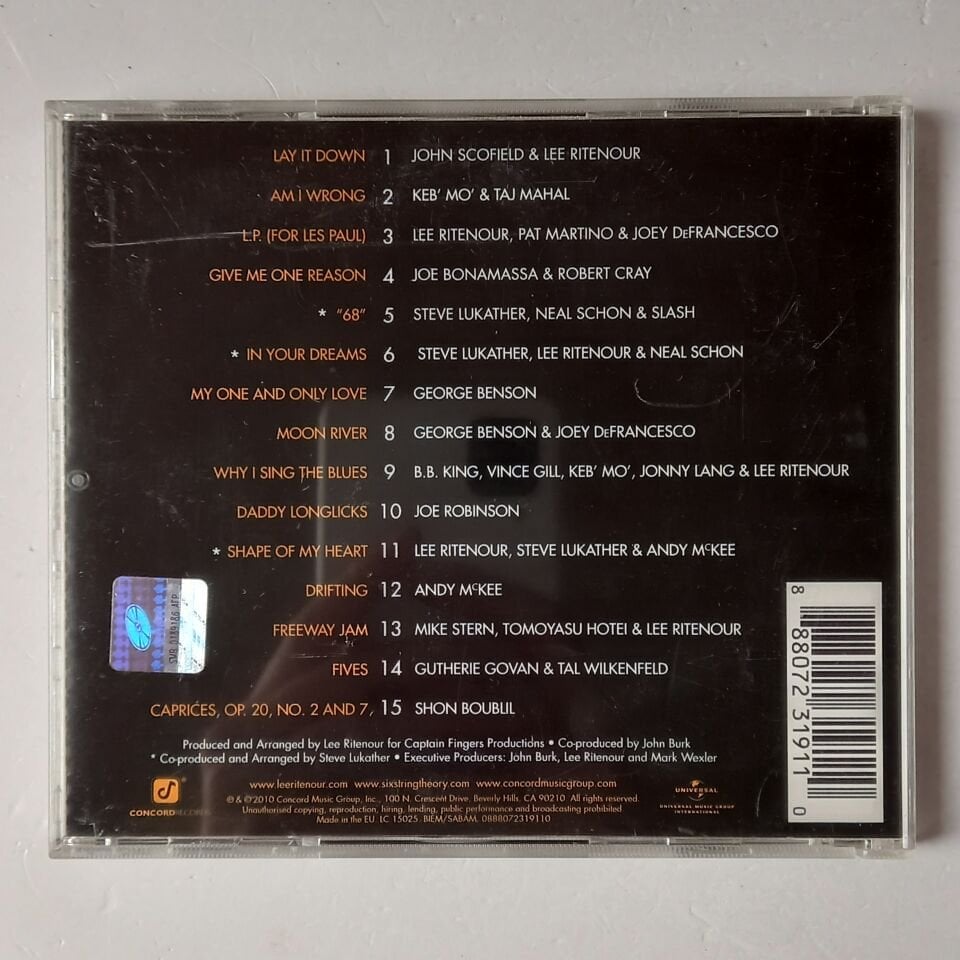 LAY IT DOWN 1 JOHN SCOFIELD & LEE RITENOUR
AM I WRONG 2 KEB' MO' & TAJ MAHAL
L.P. (FOR LES PAUL) 3 LEE RITENOUR, PAT MARTINO & JOEY DEFRANCESCO
GIVE ME ONE REASON 4 JOE BONAMASSA & ROBERT CRAY
* "68" 5 STEVE LUKATHER, NEAL SCHON & SLASH
* IN YOUR DREAMS 6 STEVE LUKATHER, LEE RITENOUR & NEAL SCHON
MY ONE AND ONLY LOVE 7 GEORGE BENSON
MOON RIVER 8 GEORGE BENSON & JOEY DEFRANCESCO
WHY I SING THE BLUES 9 B.B. KING, VINCE GILL, KEB' MO', JONNY LANG & LEE RITENOUR
DADDY LONGLICKS 10 JOE ROBINSON
* SHAPE OF MY HEART 11 LEE RITENOUR, STEVE LUKATHER & ANDY McKEE
DRIFTING 12 ANDY McKEE
FREEWAY JAM 13 MIKE STERN, TOMOYASU HOTEI & LEE RITENOUR
FIVES 14 GUTHERIE GOVAN & TAL WILKENFELD
CAPRICES, OP. 20, NO. 2 AND 7, 15 SHON BOUBLIL
Produced and Arranged by Lee Ritenour for Captain Fingers Productions • Co-produced by John Burk
* Co-produced and Arranged by Steve Lukather • Executive Producers: John Burk, Lee Ritenour and Mark Wexler
www.leeritenour.com www.sixstringtheory.com www.concordmusicgroup.com
℗ & © 2010 Concord Music Group, Inc., 100 N. Crescent Drive, Beverly Hills, CA 90210 All rights reserved.
Unauthorised copying, reproduction, hiring, lending, public performance and broadcasting prohibited
Made in the EU. LC 15025. BIEM/SABAM. 0888072319110
CONCORD RECORDS
UNIVERSAL
UNIVERSAL MUSIC GROUP
INTERNATIONAL
8 88072 31911 0